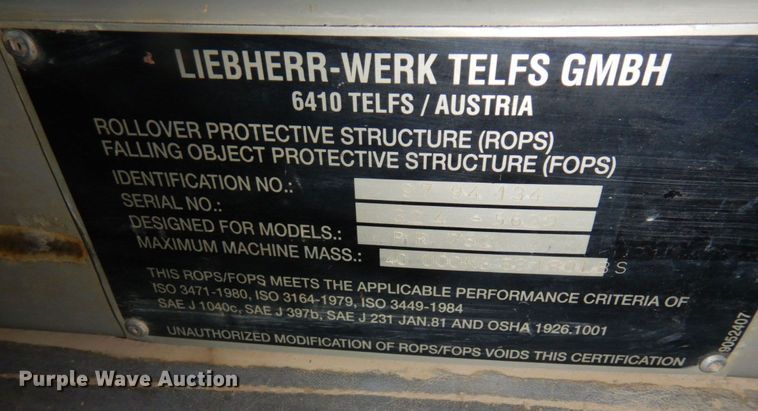 LIEBHERR-WERK TELFS GMBH
6410 TELFS / AUSTRIA
ROLLOVER PROTECTIVE STRUCTURE (ROPS)
FALLING OBJECT PROTECTIVE STRUCTURE (FOPS)
IDENTIFICATION NO.:
SERIAL NO.:
DESIGNED FOR MODELS.:
MAXIMUM MACHINE MASS.:
THIS ROPS/FOPS MEETS THE APPLICABLE PERFORMANCE CRITERIA OF
ISO 3471-1980, ISO 3164-1979, ISO 3449-1984
SAE J 1040c, SAE J 397b, SAE J 231 JAN.81 AND OSHA 1926.1001
UNAUTHORIZED MODIFICATION OF ROPS/FOPS VOIDS THIS CERTIFICATION
9052407
Purple Wave Auction